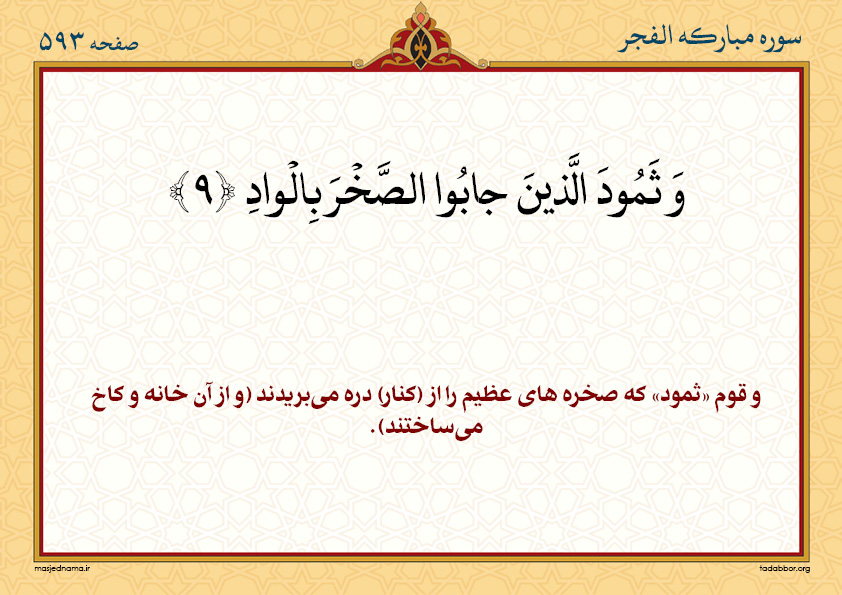 سوره مبارکه الفجر
صفحه ۵۹۳
وَ ثَمُودَ الَّذينَ جابُوا الصَّخْرَ بِالْوادِ ﴿۹﴾
و قوم «ثمود» که صخره های عظیم را از (کنار) دره می‌بریدند (و از آن خانه و کاخ
می‌ساختند).
masjednama.ir
tadabbor.org